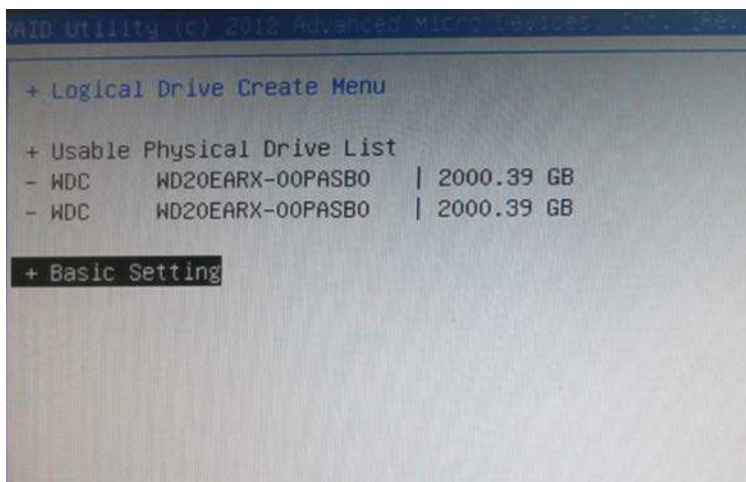 RAID Utility (c) 2012 Advanced Micro Devices, Inc.
+ Logical Drive Create Menu
+ Usable Physical Drive List
- WDC WD20EARX-00PASB0 | 2000.39 GB
- WDC WD20EARX-00PASB0 | 2000.39 GB
+ Basic Setting